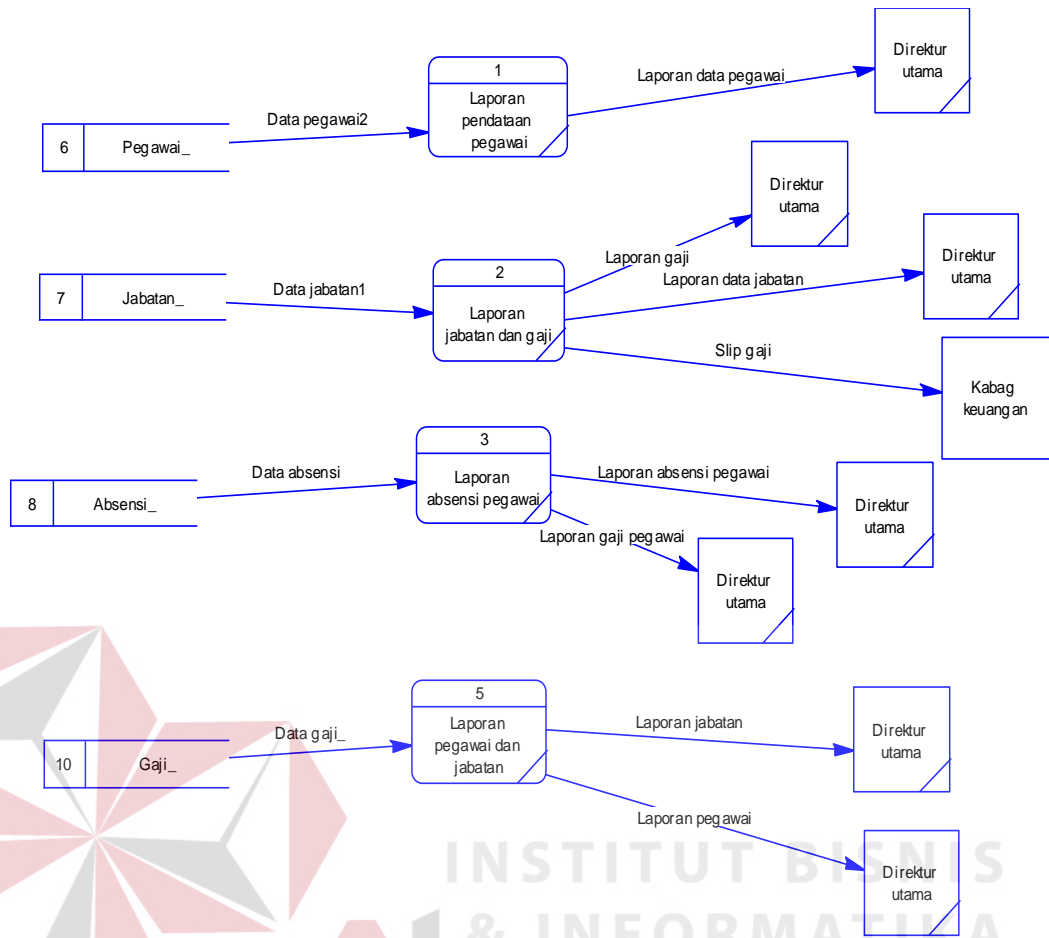 Direktur
utama
1
Laporan
pendataan
pegawai
Laporan data pegawai
Data pegawai2
6
Pegawai_
Direktur
utama
Laporan gaji
Direktur
utama
Laporan data jabatan
2
Laporan
jabatan dan gaji
Data jabatan1
7
Jabatan_
Slip gaji
Kabag
keuangan
3
Laporan
absensi pegawai
Data absensi
8
Absensi_
Laporan absensi pegawai
Direktur
utama
Laporan gaji pegawai
Direktur
utama
5
Laporan
pegawai dan
jabatan
Data gaji_
10
Gaji_
Laporan jabatan
Direktur
utama
Laporan pegawai
Direktur
utama
INSTITUT BISNIS
& INFORMATIKA